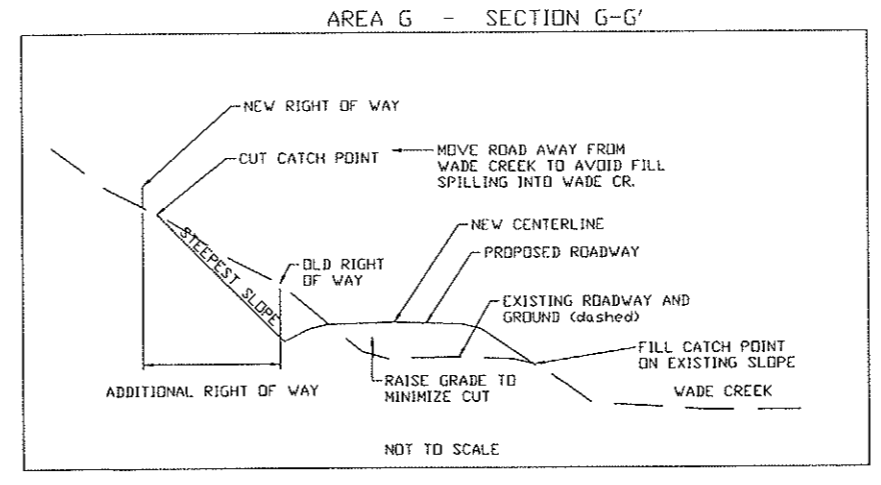 AREA G - SECTION G-G'
NEW RIGHT OF WAY
CUT CATCH POINT
MOVE ROAD AWAY FROM
WADE CREEK TO AVOID FILL
SPILLING INTO WADE CR.
NEW CENTERLINE
PROPOSED ROADWAY
STEEPEST SLOPE
OLD RIGHT
OF WAY
EXISTING ROADWAY AND
GROUND (dashed)
FILL CATCH POINT
ON EXISTING SLOPE
ADDITIONAL RIGHT OF WAY
RAISE GRADE TO
MINIMIZE CUT
WADE CREEK
NOT TO SCALE